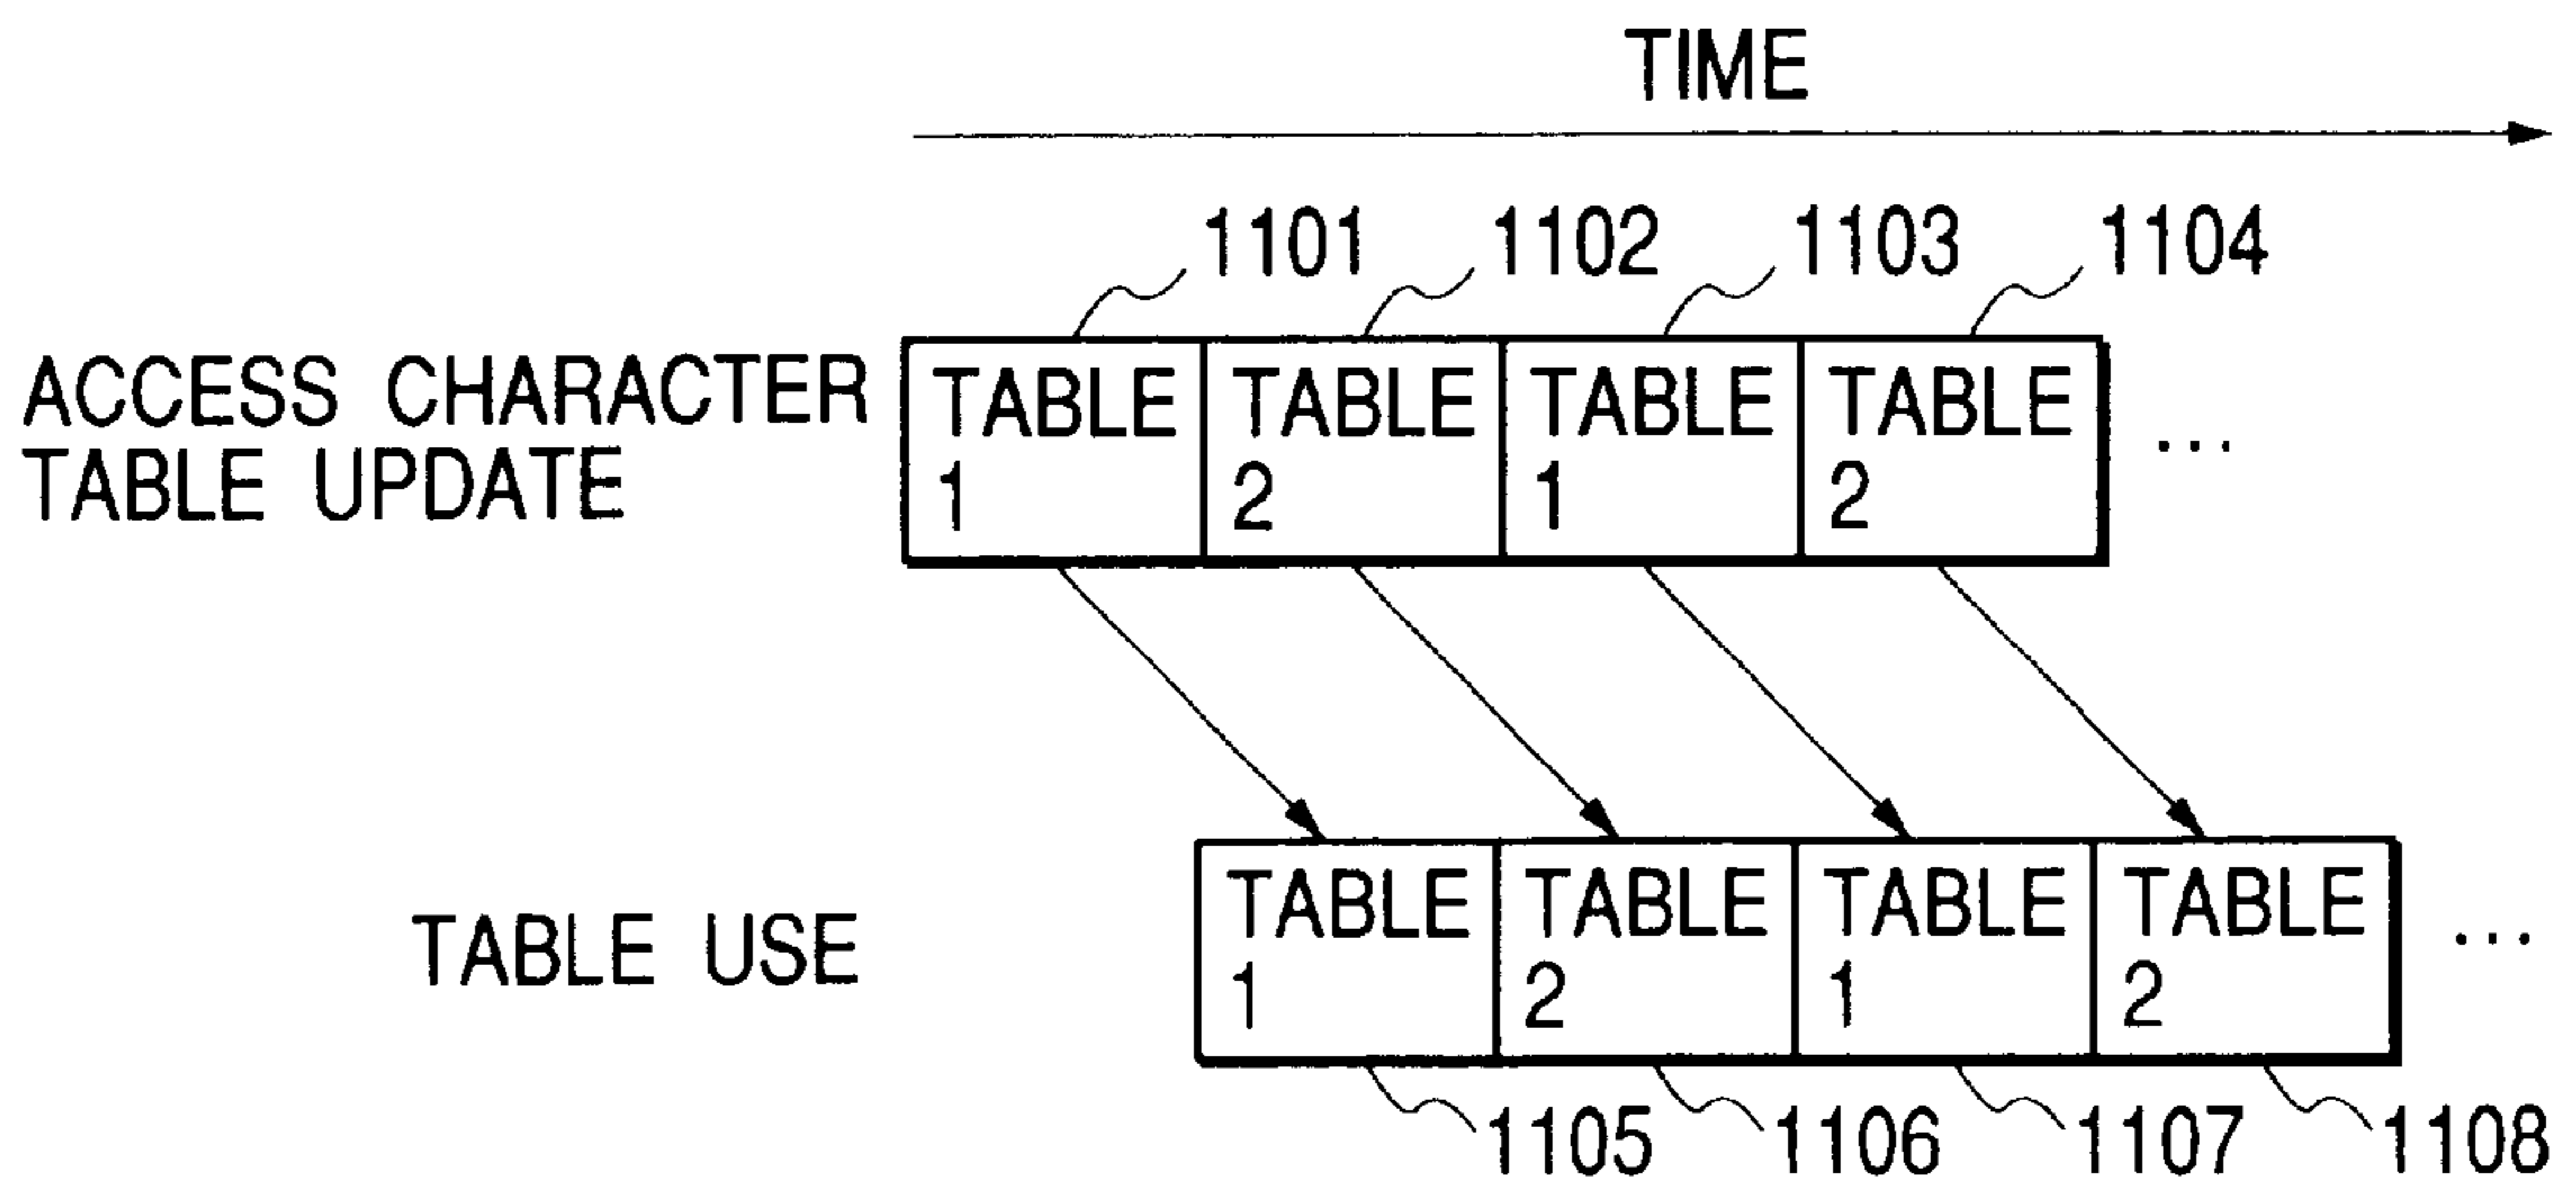 TIME
1101 1102 1103 1104
ACCESS CHARACTER
TABLE UPDATE
TABLE 1
TABLE 2
TABLE 1
TABLE 2
...
TABLE USE
TABLE 1
TABLE 2
TABLE 1
TABLE 2
...
1105 1106 1107 1108